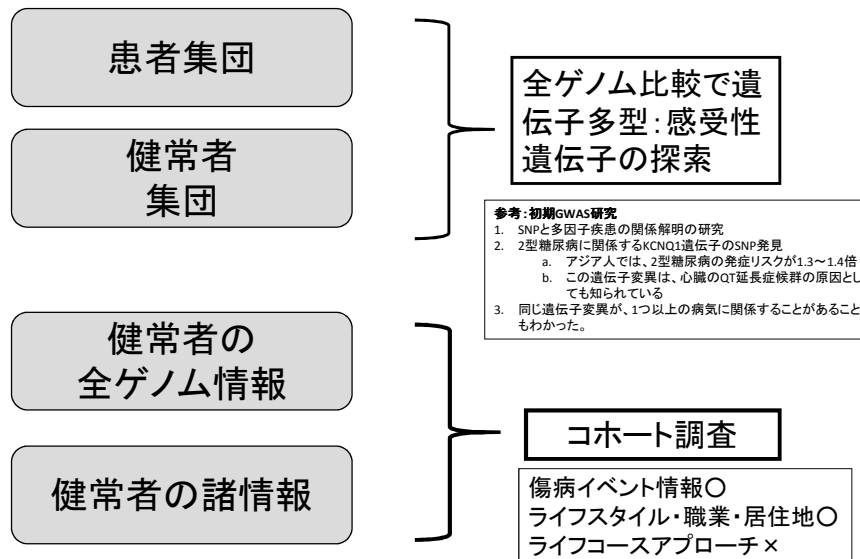 患者集団
健常者
集団
全ゲノム比較で遺
伝子多型:感受性
遺伝子の探索
参考:初期GWAS研究
1. SNPと多因子疾患の関係解明の研究
2. 2型糖尿病に関係するKCNQ1遺伝子のSNP発見
a. アジア人では、2型糖尿病の発症リスクが1.3~1.4倍
b. この遺伝子変異は、心臓のQT延長症候群の原因とし
ても知られている
3. 同じ遺伝子変異が、1つ以上の病気に関係することがあること
もわかった。
健常者の
全ゲノム情報
健常者の諸情報
コホート調査
傷病イベント情報〇
ライフスタイル・職業・居住地〇
ライフコースアプローチ×